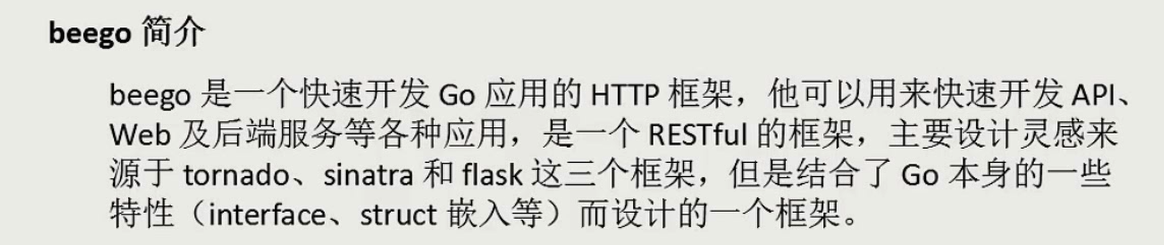 beego 简介
beego 是一个快速开发 Go 应用的 HTTP 框架，他可以用来快速开发 API、
Web 及后端服务等各种应用，是一个 RESTful 的框架，主要设计灵感来
源于 tornado、sinatra 和 flask 这三个框架，但是结合了 Go 本身的一些
特性（interface、struct 嵌入等）而设计的一个框架。